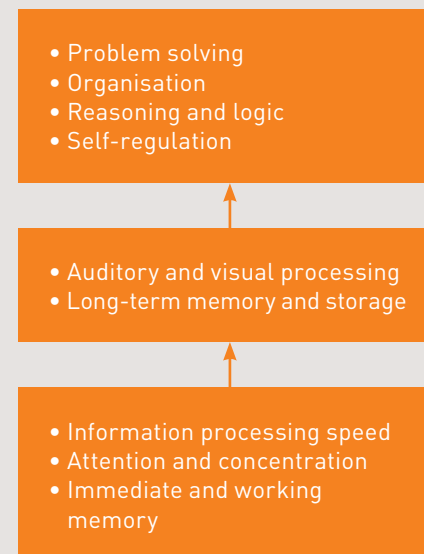 • Problem solving
• Organisation
• Reasoning and logic
• Self-regulation
• Auditory and visual processing
• Long-term memory and storage
• Information processing speed
• Attention and concentration
• Immediate and working
memory